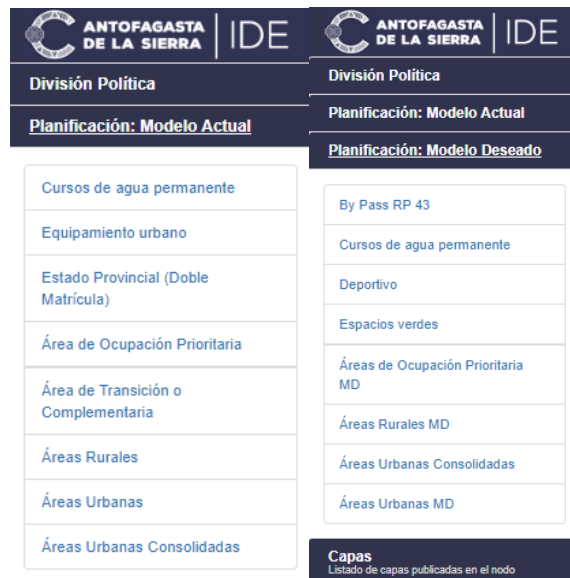 ANTOFAGASTA
DE LA SIERRA
IDE
División Política
Planificación: Modelo Actual
Cursos de agua permanente
Equipamiento urbano
Estado Provincial (Doble
Matrícula)
Área de Ocupación Prioritaria
Área de Transición o
Complementaria
Áreas Rurales
Áreas Urbanas
Áreas Urbanas Consolidadas
ANTOFAGASTA
DE LA SIERRA
IDE
División Política
Planificación: Modelo Actual
Planificación: Modelo Deseado
By Pass RP 43
Cursos de agua permanente
Deportivo
Espacios verdes
Áreas de Ocupación Prioritaria
MD
Áreas Rurales MD
Áreas Urbanas Consolidadas
Áreas Urbanas MD
Capas
Listado de capas publicadas en el nodo